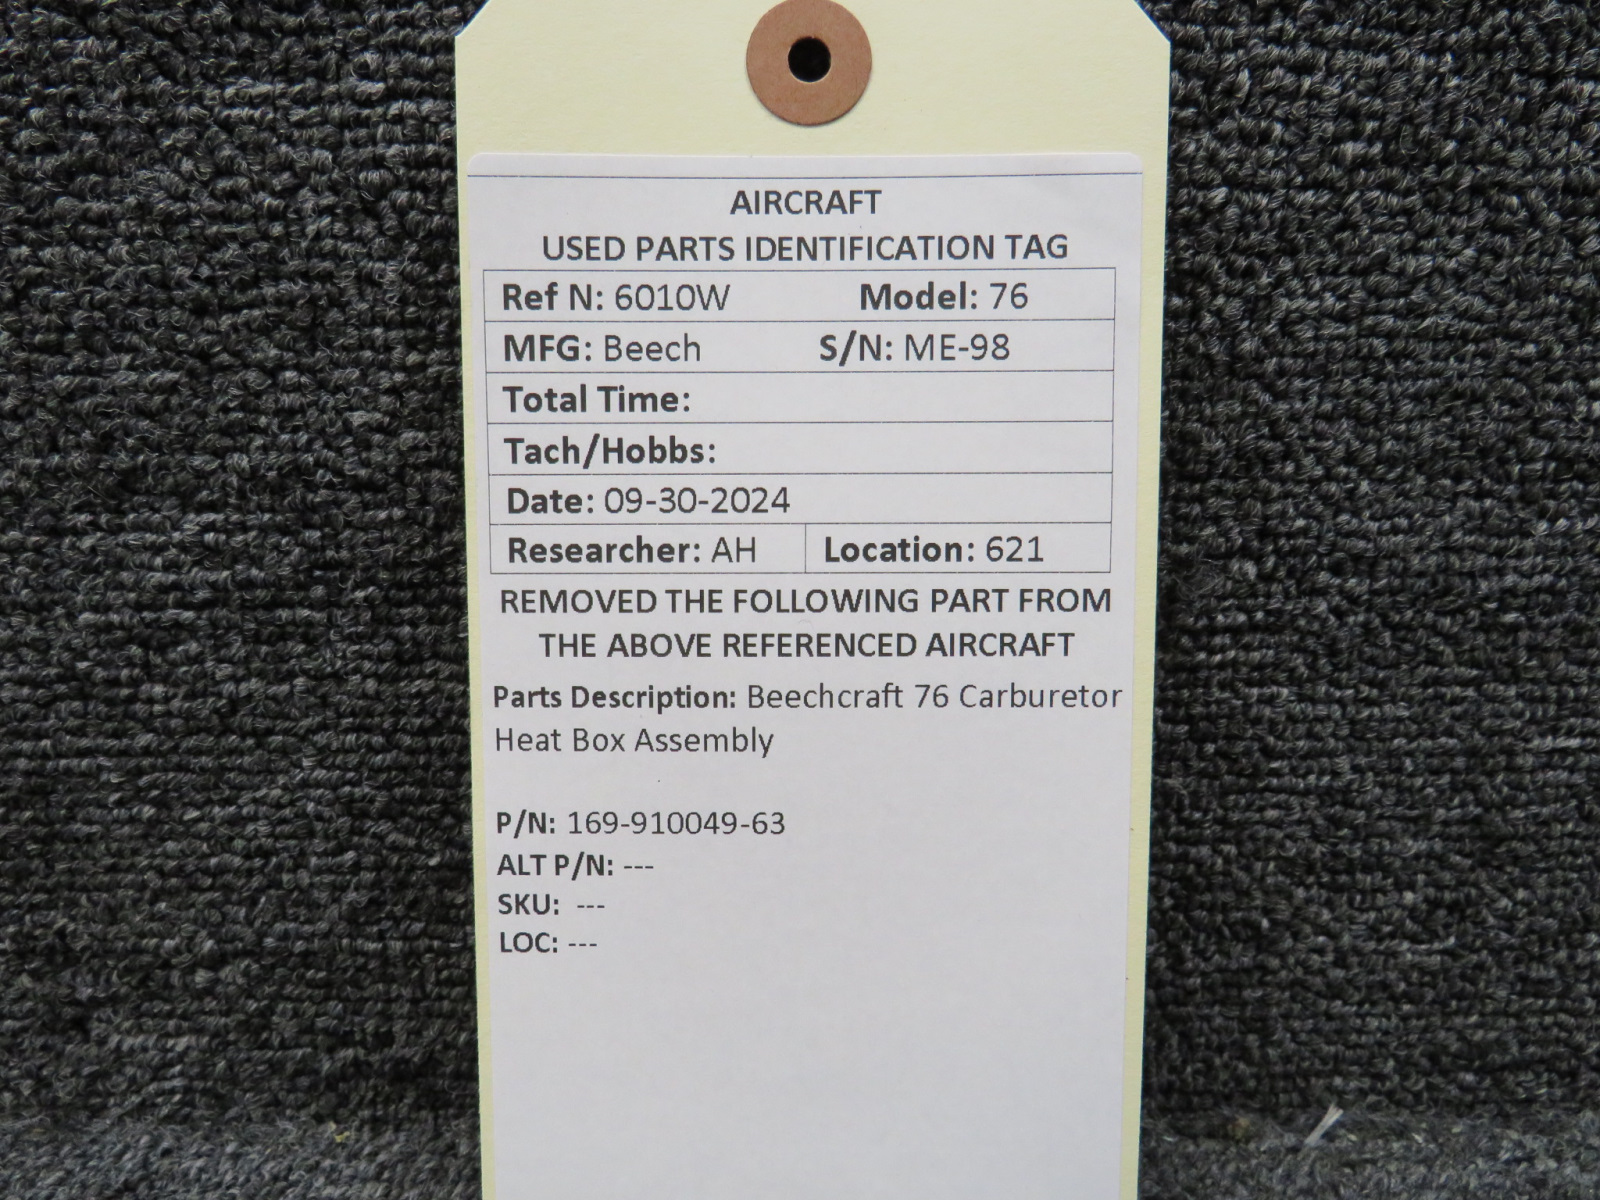 AIRCRAFT
USED PARTS IDENTIFICATION TAG
Ref N: 6010W Model: 76
MFG: Beech S/N: ME-98
Total Time:
Tach/Hobbs:
Date: 09-30-2024
Researcher: AH Location: 621
REMOVED THE FOLLOWING PART FROM
THE ABOVE REFERENCED AIRCRAFT
Parts Description: Beechcraft 76 Carburetor
Heat Box Assembly
P/N: 169-910049-63
ALT P/N: ---
SKU: ---
LOC: ---